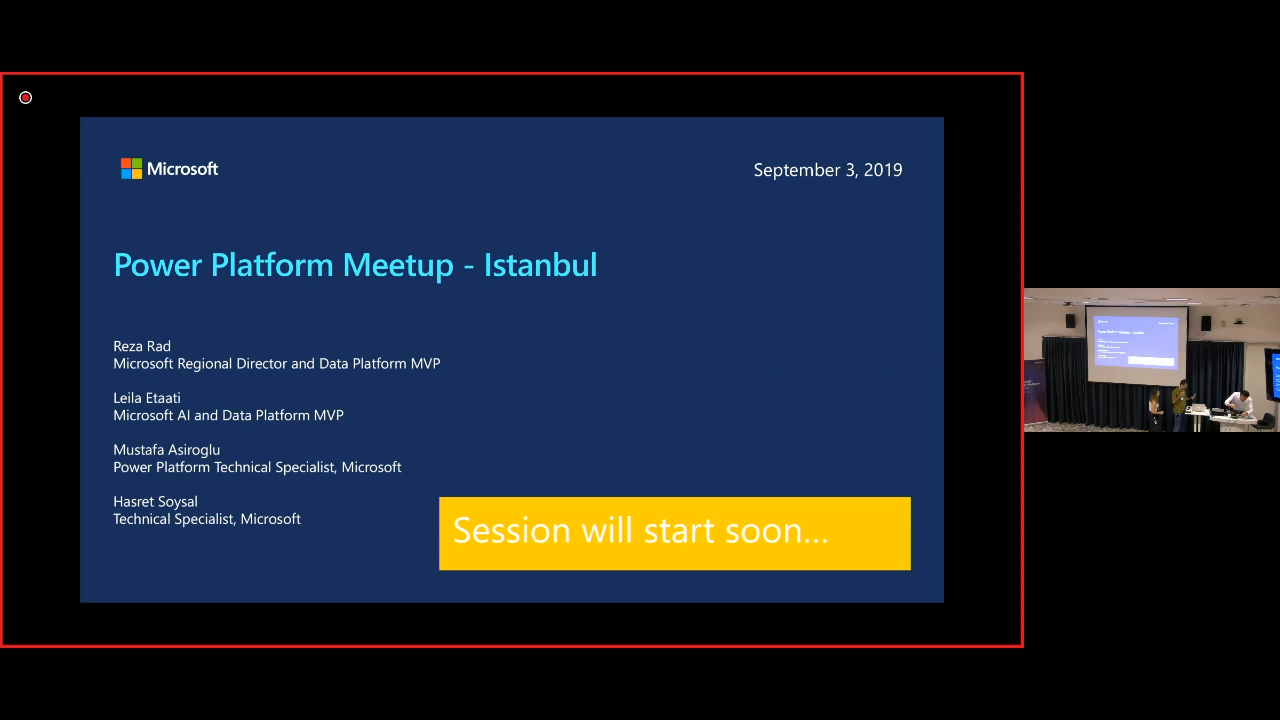 Microsoft
September 3, 2019
Power Platform Meetup - Istanbul
Reza Rad
Microsoft Regional Director and Data Platform MVP
Leila Etaati
Microsoft AI and Data Platform MVP
Mustafa Asiroglu
Power Platform Technical Specialist, Microsoft
Hasret Soysal
Technical Specialist, Microsoft
Session will start soon...